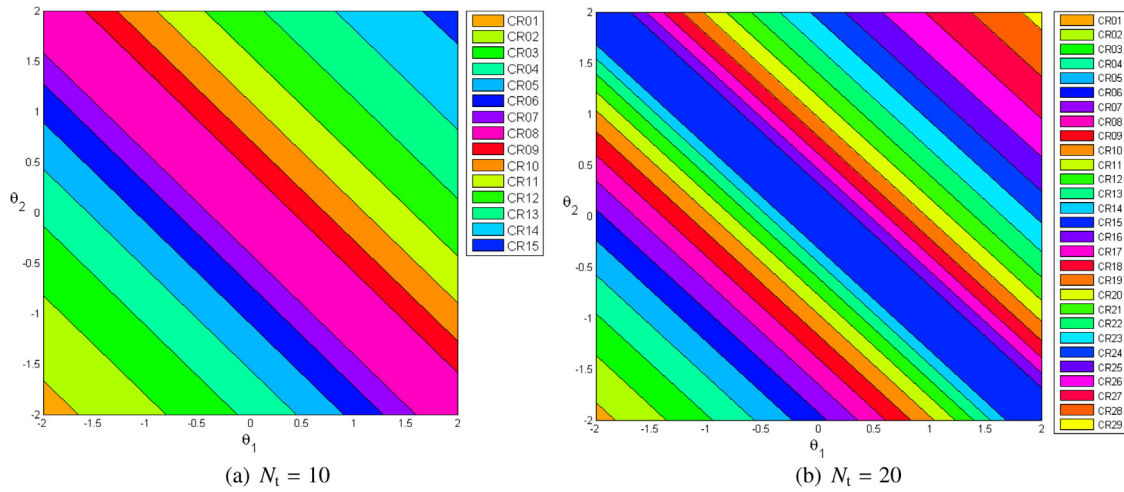 2
1.5
1
0.5
0
-0.5
-1
-1.5
-2
θ2
-2 -1.5 -1 -0.5 0 0.5 1 1.5 2
θ1
CR01
CR02
CR03
CR04
CR05
CR06
CR07
CR08
CR09
CR10
CR11
CR12
CR13
CR14
CR15
(a) Nt = 10
2
1.5
1
0.5
0
-0.5
-1
-1.5
-2
θ2
-2 -1.5 -1 -0.5 0 0.5 1 1.5 2
θ1
CR01
CR02
CR03
CR04
CR05
CR06
CR07
CR08
CR09
CR10
CR11
CR12
CR13
CR14
CR15
CR16
CR17
CR18
CR19
CR20
CR21
CR22
CR23
CR24
CR25
CR26
CR27
CR28
CR29
(b) Nt = 20